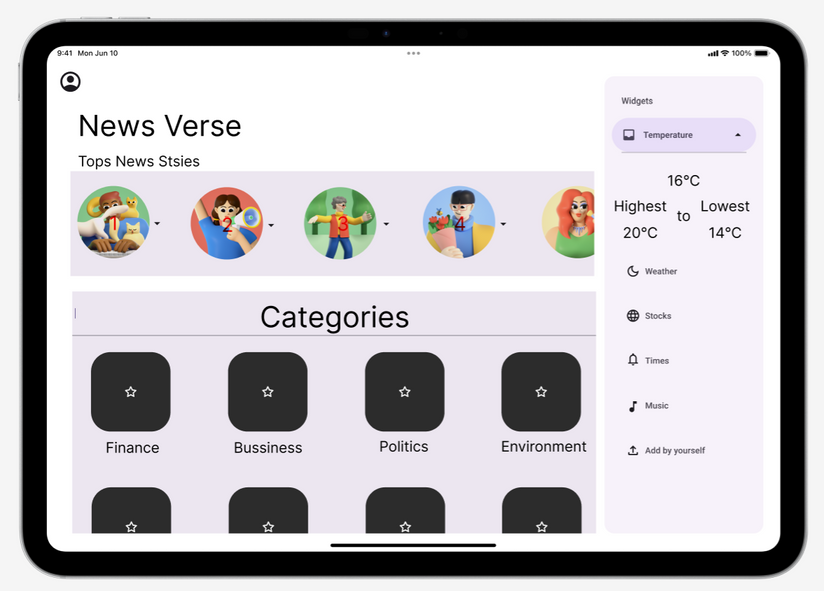 9:41 Mon Jun 10
100%
News Verse
Tops News Stsies
1
2
3
4
Categories
Finance
Bussiness
Politics
Environment
Widgets
Temperature
16°C
Highest to Lowest
20°C 14°C
Weather
Stocks
Times
Music
Add by yourself